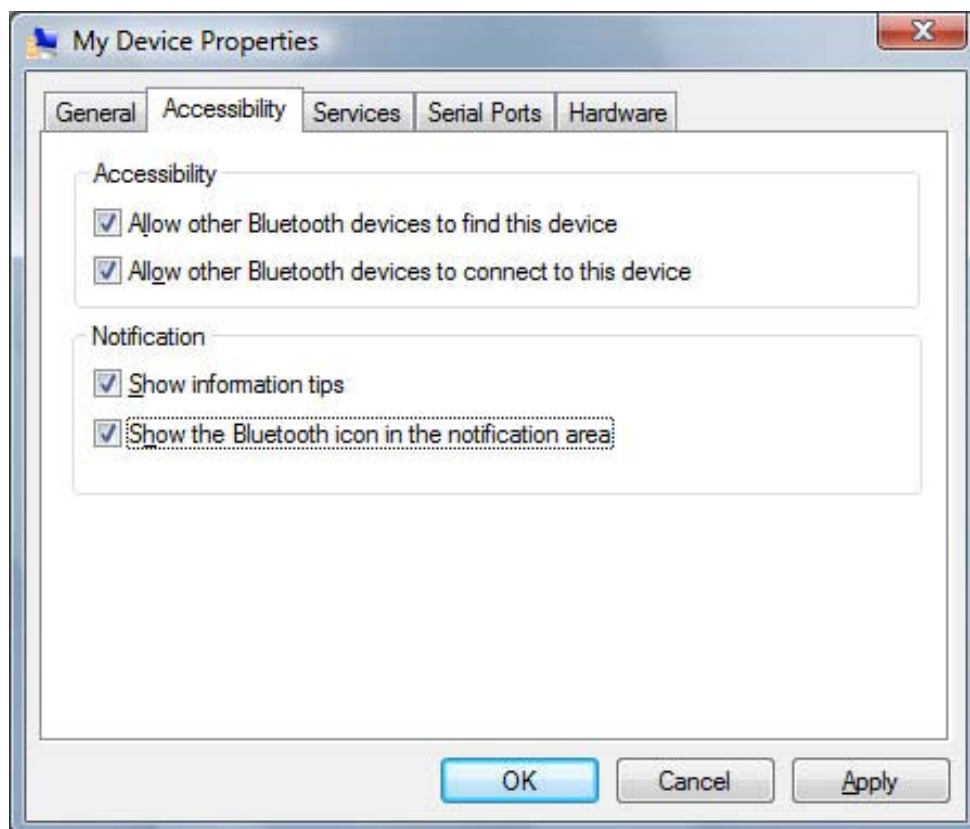 My Device Properties
General Accessibility Services Serial Ports Hardware
Accessibility
Allow other Bluetooth devices to find this device
Allow other Bluetooth devices to connect to this device
Notification
Show information tips
Show the Bluetooth icon in the notification area
OK Cancel Apply